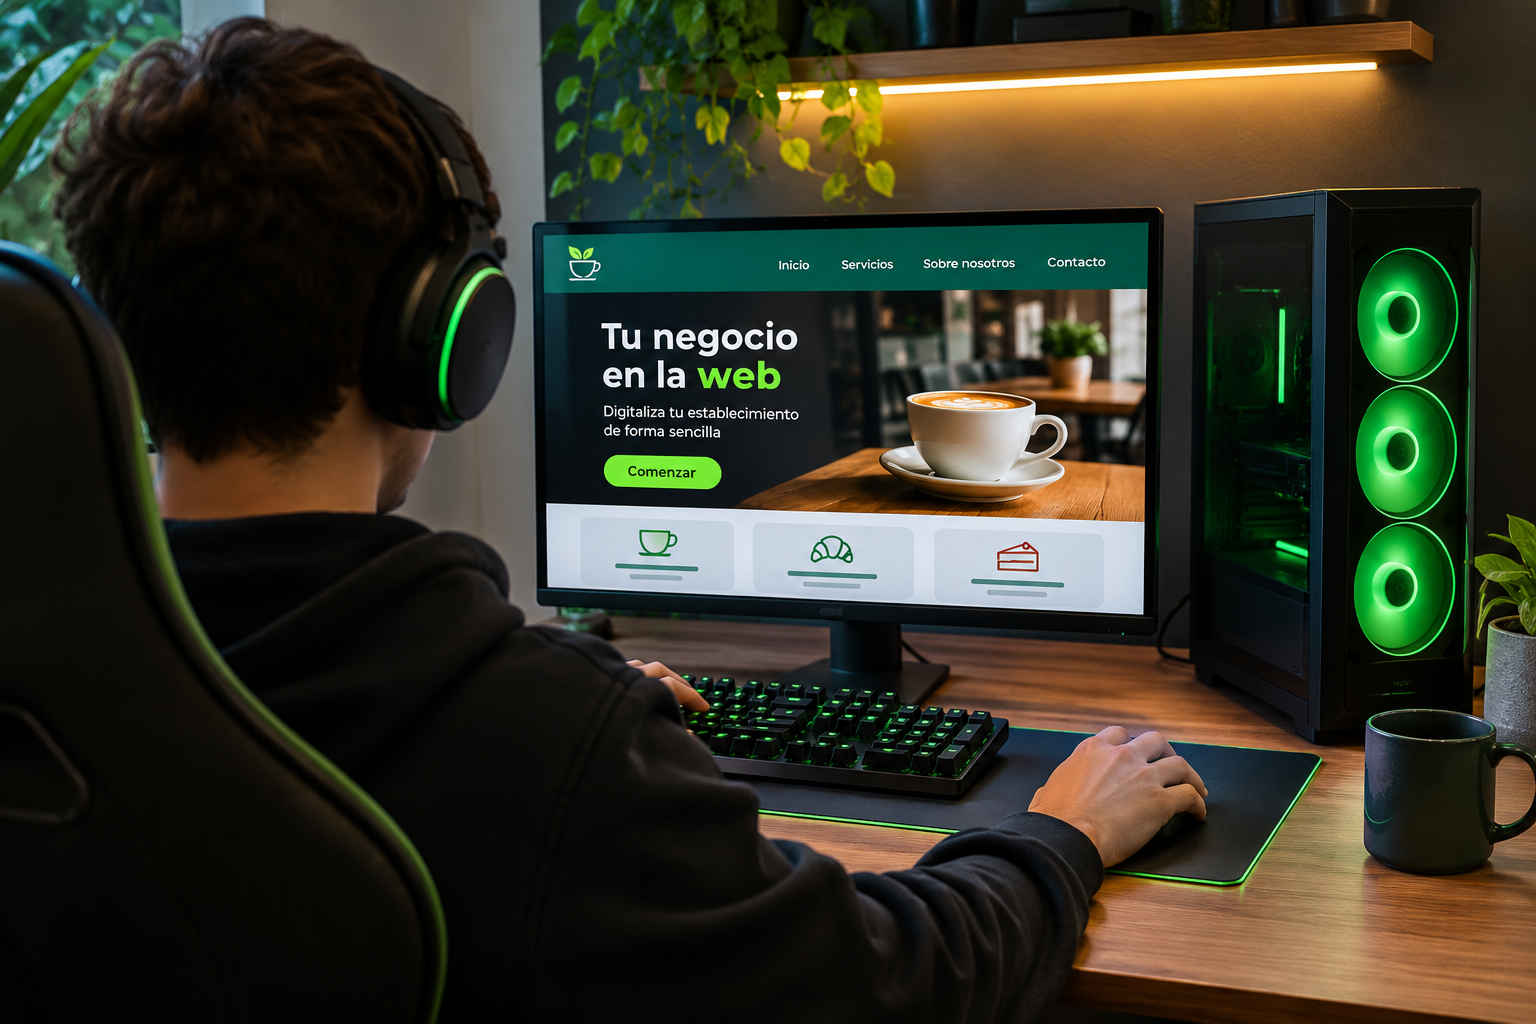 Inicio
Servicios
Sobre nosotros
Contacto
Tu negocio
en la web
Digitaliza tu establecimiento
de forma sencilla
Comenzar